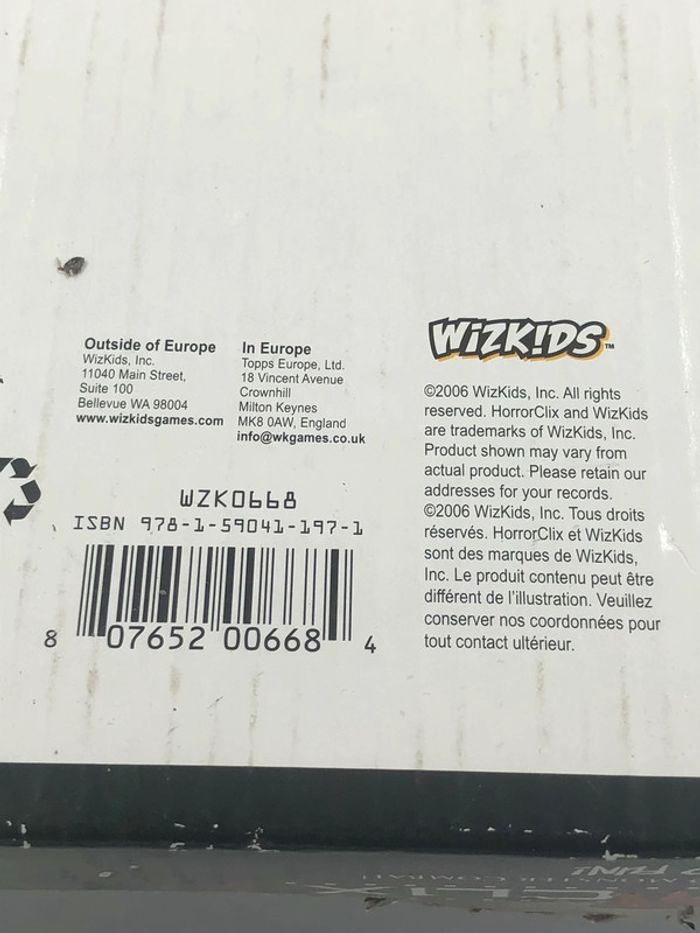 Outside of Europe
WizKids, Inc.
11040 Main Street,
Suite 100
Bellevue WA 98004
www.wizkidsgames.com
In Europe
Topps Europe, Ltd.
18 Vincent Avenue
Crownhill
Milton Keynes
MK8 0AW, England
info@wkgames.co.uk
WZK0668
ISBN 978-1-59041-197-1
8 07652 00668 4
WiZK!DS™
©2006 WizKids, Inc. All rights
reserved. HorrorClix and WizKids
are trademarks of WizKids, Inc.
Product shown may vary from
actual product. Please retain our
addresses for your records.
©2006 WizKids, Inc. Tous droits
réservés. HorrorClix et WizKids
sont des marques de WizKids,
Inc. Le produit contenu peut être
différent de l'illustration. Veuillez
conserver nos coordonnées pour
tout contact ultérieur.